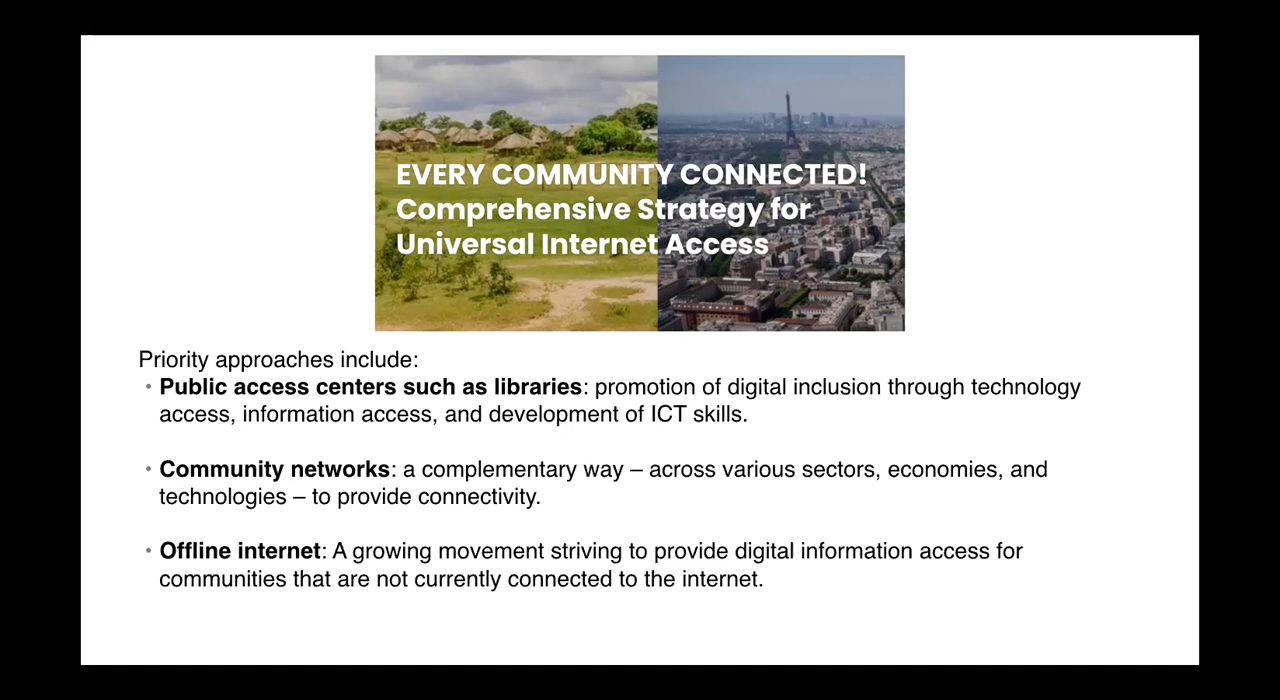 EVERY COMMUNITY CONNECTED!
Comprehensive Strategy for
Universal Internet Access
Priority approaches include:
• Public access centers such as libraries: promotion of digital inclusion through technology
access, information access, and development of ICT skills.
• Community networks: a complementary way – across various sectors, economies, and
technologies – to provide connectivity.
• Offline internet: A growing movement striving to provide digital information access for
communities that are not currently connected to the internet.